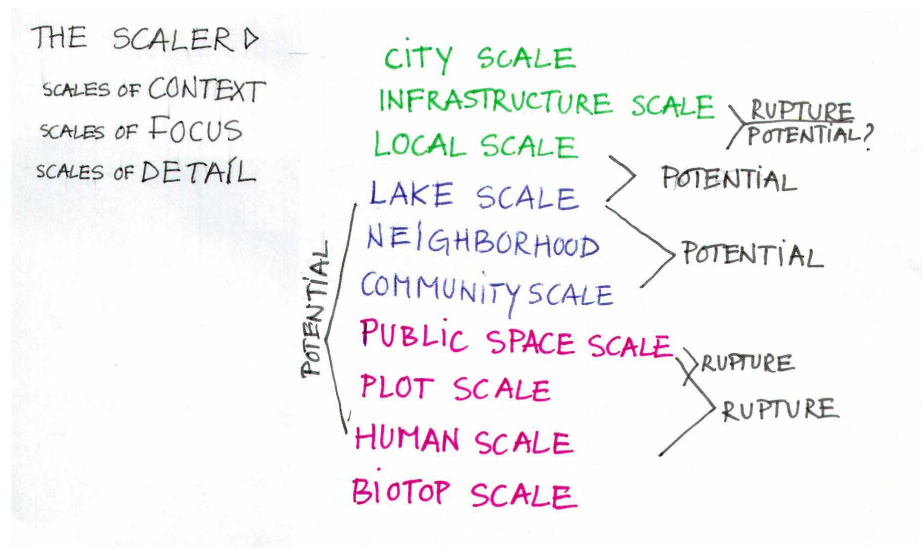 THE SCALER
SCALES OF CONTEXT
SCALES OF FOCUS
SCALES OF DETAIL
CITY SCALE
INFRASTRUCTURE SCALE
RUPTURE
POTENTIAL?
LOCAL SCALE
POTENTIAL
LAKE SCALE
NEIGHBORHOOD
POTENTIAL
COMMUNITY SCALE
POTENTIAL
PUBLIC SPACE SCALE
RUPTURE
PLOT SCALE
RUPTURE
HUMAN SCALE
BIOTOP SCALE